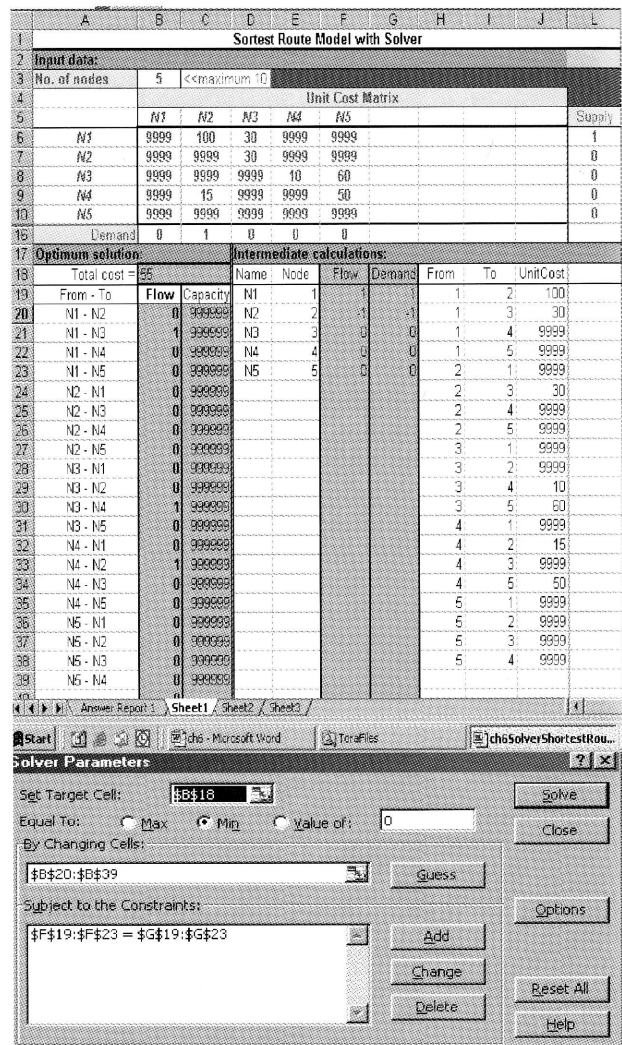 A B C D E F G H I J L
1 Sortest Route Model with Solver
2 Input data:
3 No. of nodes 5 <<maximum 10
4 Unit Cost Matrix
5 N1 N2 N3 N4 N5 Supply
6 N1 9999 100 30 9999 9999 1
7 N2 9999 9999 30 9999 9999 0
8 N3 9999 9999 9999 10 60 0
9 N4 9999 15 9999 9999 50 0
10 N5 9999 9999 9999 9999 9999 0
16 Demand 0 1 0 0 0
17 Optimum solution: Intermediate calculations:
18 Total cost = 55 Name Node Flow Demand From To UnitCost
19 From - To Flow Capacity N1 1 1 1 1 2 100
20 N1 - N2 0 999999 N2 2 -1 -1 1 3 30
21 N1 - N3 1 999999 N3 3 0 0 1 4 9999
22 N1 - N4 0 999999 N4 4 0 0 1 5 9999
23 N1 - N5 0 999999 N5 5 0 0 2 1 9999
24 N2 - N1 0 999999 2 3 30
25 N2 - N3 0 999999 2 4 9999
26 N2 - N4 0 999999 2 5 9999
27 N2 - N5 0 999999 3 1 9999
28 N3 - N1 0 999999 3 2 9999
29 N3 - N2 0 999999 3 4 10
30 N3 - N4 1 999999 3 5 60
31 N3 - N5 0 999999 4 1 9999
32 N4 - N1 0 999999 4 2 15
33 N4 - N2 1 999999 4 3 9999
34 N4 - N3 0 999999 4 5 50
35 N4 - N5 0 999999 5 1 9999
36 N5 - N1 0 999999 5 2 9999
37 N5 - N2 0 999999 5 3 9999
38 N5 - N3 0 999999 5 4 9999
39 N5 - N4 0 999999
Answer Report 1 Sheet1 Sheet2 Sheet3
Start ch6 - Microsoft Word ToraFiles ch6SolverShortestRou...
Solver Parameters ? X
Set Target Cell: $B$18 Solve
Equal To: Max Min Value of: 0 Close
By Changing Cells:
$B$20:$B$39 Guess
Subject to the Constraints: Options
$F$19:$F$23 = $G$19:$G$23 Add
Change
Reset All
Delete
Help